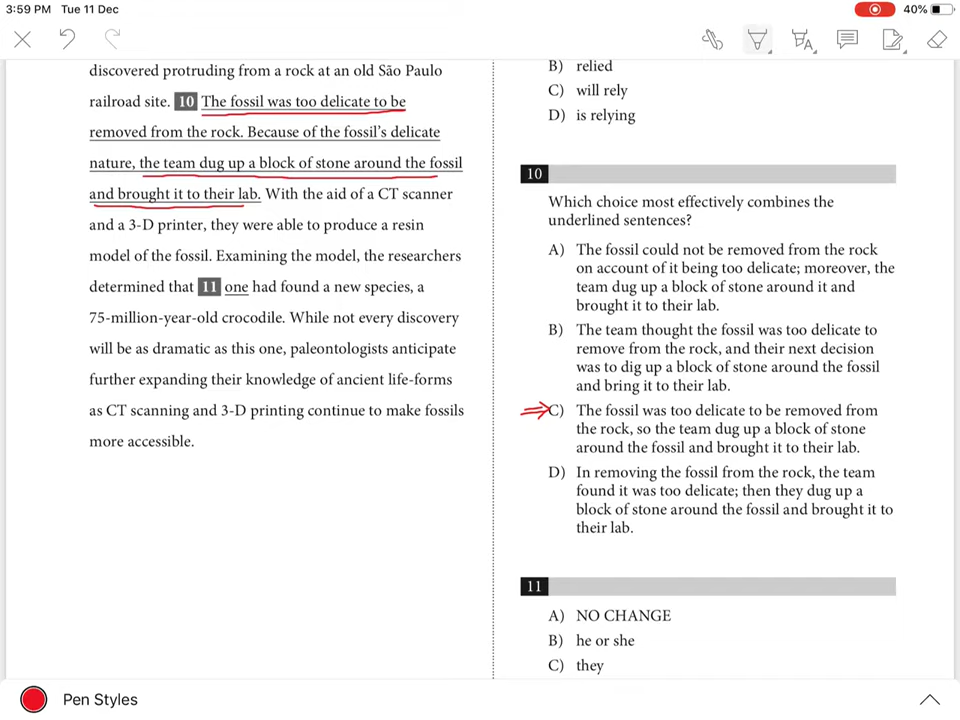 3:59 PM Tue 11 Dec
40%
discovered protruding from a rock at an old São Paulo
railroad site. 10 The fossil was too delicate to be
removed from the rock. Because of the fossil's delicate
nature, the team dug up a block of stone around the fossil
and brought it to their lab. With the aid of a CT scanner
and a 3-D printer, they were able to produce a resin
model of the fossil. Examining the model, the researchers
determined that 11 one had found a new species, a
75-million-year-old crocodile. While not every discovery
will be as dramatic as this one, paleontologists anticipate
further expanding their knowledge of ancient life-forms
as CT scanning and 3-D printing continue to make fossils
more accessible.
B) relied
C) will rely
D) is relying
10
Which choice most effectively combines the
underlined sentences?
A) The fossil could not be removed from the rock
on account of it being too delicate; moreover, the
team dug up a block of stone around it and
brought it to their lab.
B) The team thought the fossil was too delicate to
remove from the rock, and their next decision
was to dig up a block of stone around the fossil
and bring it to their lab.
C) The fossil was too delicate to be removed from
the rock, so the team dug up a block of stone
around the fossil and brought it to their lab.
D) In removing the fossil from the rock, the team
found it was too delicate; then they dug up a
block of stone around the fossil and brought it to
their lab.
11
A) NO CHANGE
B) he or she
C) they
Pen Styles